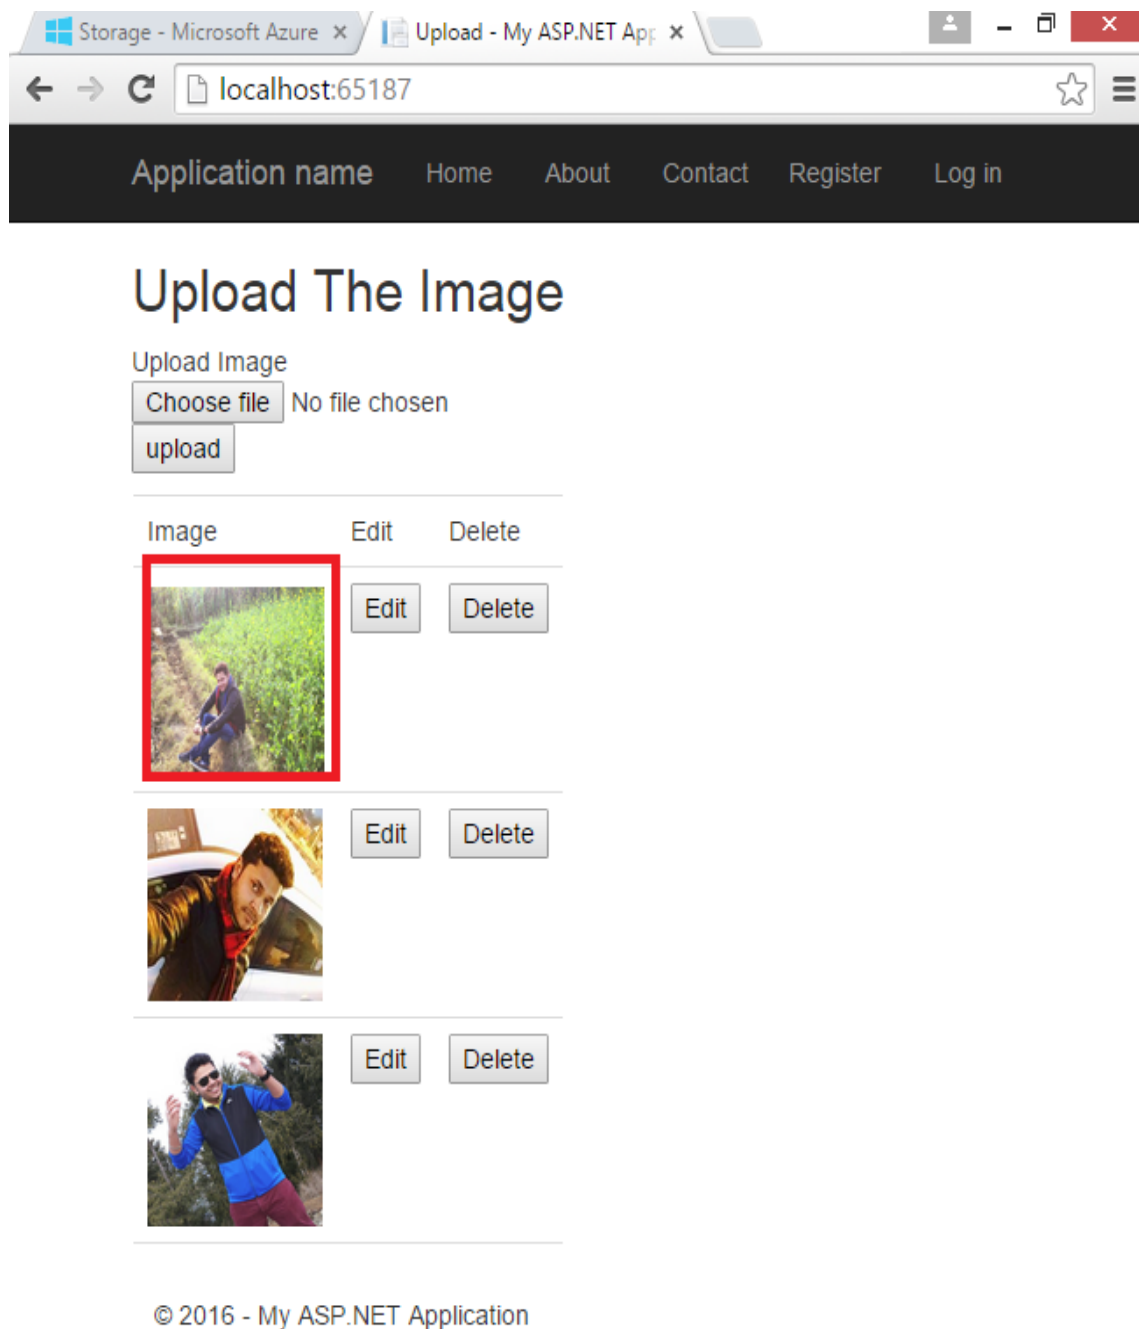 Storage - Microsoft Azure
Upload - My ASP.NET App
localhost:65187
Application name Home About Contact Register Log in
Upload The Image
Upload Image
Choose file No file chosen
upload
Image Edit Delete
Edit Delete
Edit Delete
Edit Delete
© 2016 - My ASP.NET Application